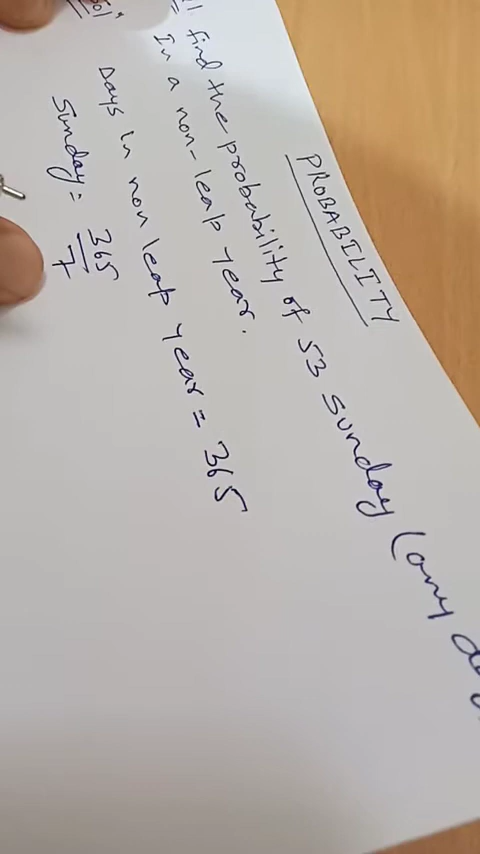 PROBABILITY
1. find the probability of 53 sunday (any
In a non-leap year.
Days in non leap year = 365
Sunday = 365
7